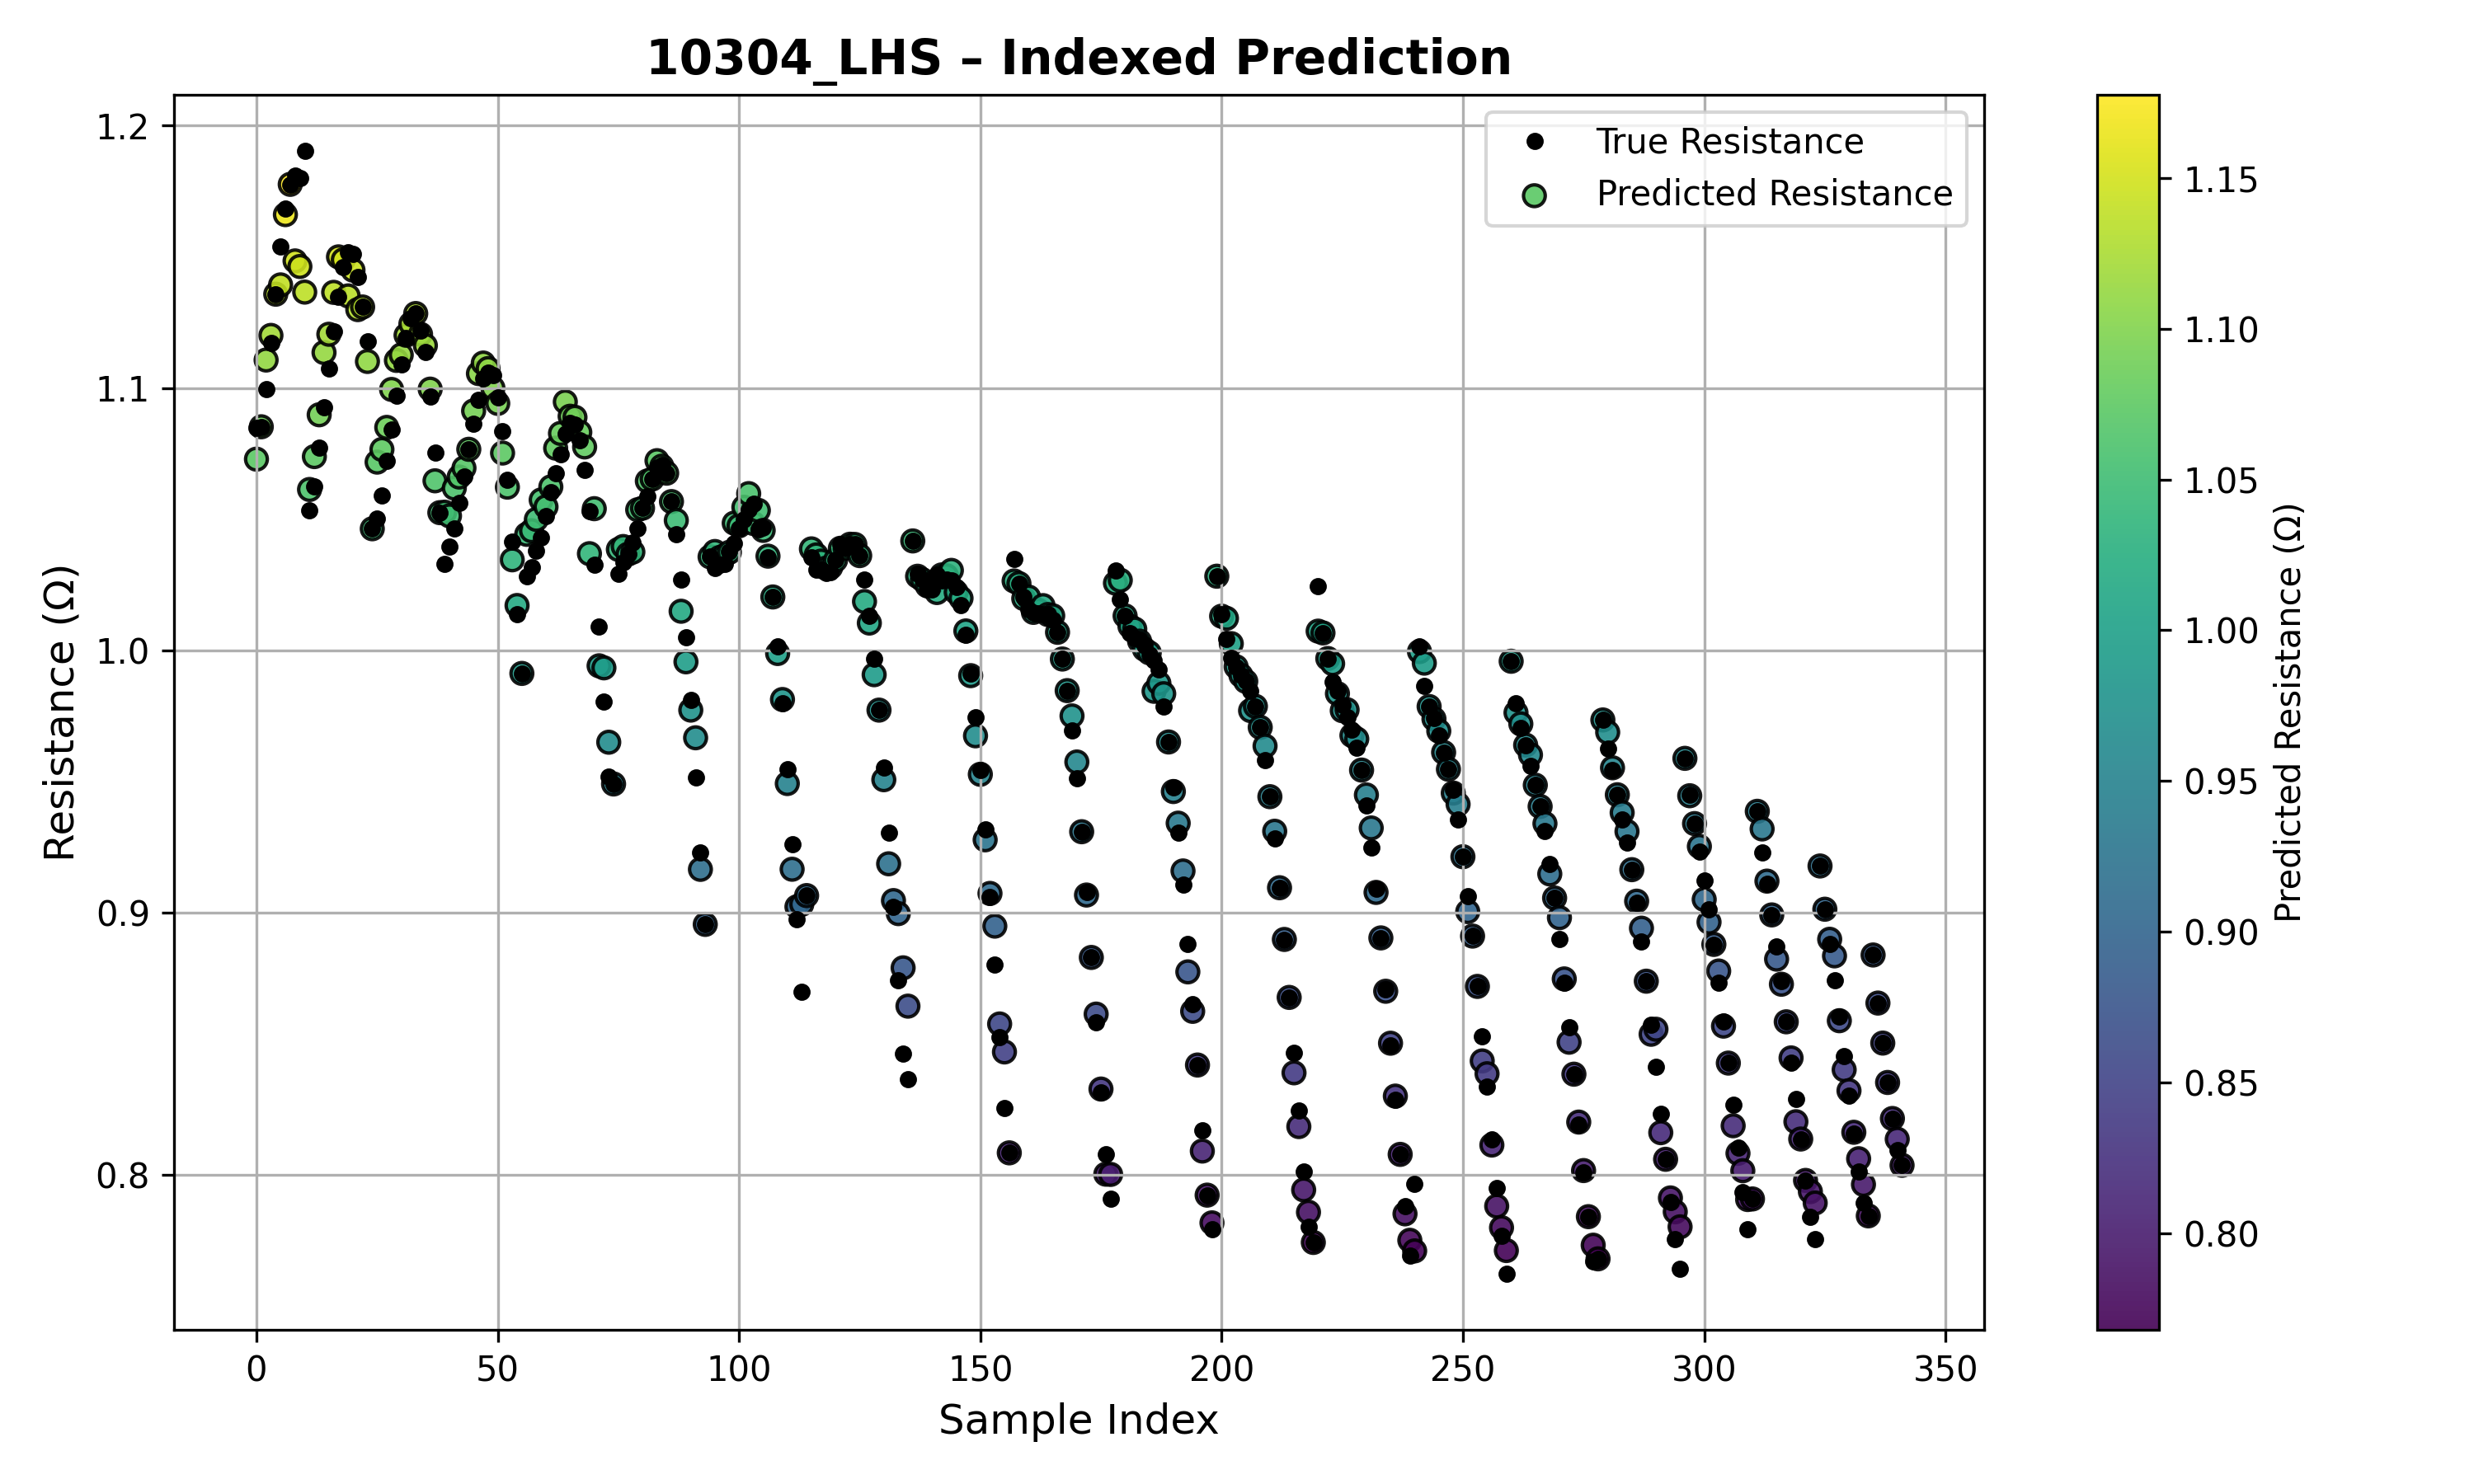 10304_LHS – Indexed Prediction
True Resistance
Predicted Resistance
Resistance (Ω)
1.2
1.1
1.0
0.9
0.8
0 50 100 150 200 250 300 350
Sample Index
1.15
1.10
1.05
1.00
0.95
0.90
0.85
0.80
Predicted Resistance (Ω)